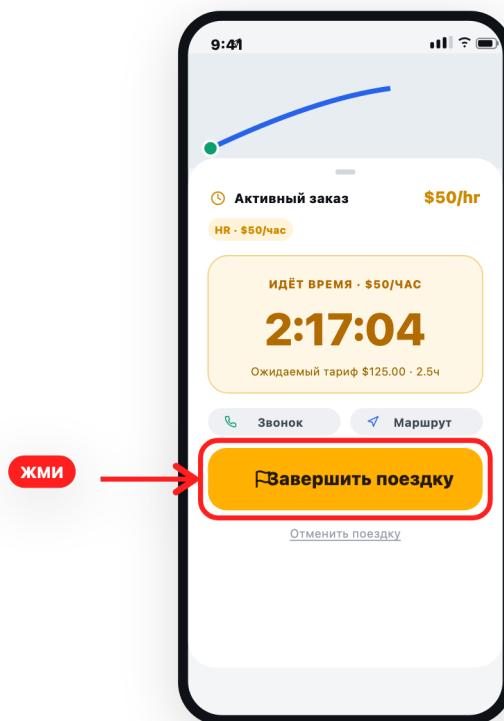 9:41
Активный заказ
$50/hr
HR · $50/час
ИДЁТ ВРЕМЯ · $50/ЧАС
2:17:04
Ожидаемый тариф $125.00 · 2.5ч
Звонок
Маршрут
жми
Завершить поездку
Отменить поездку